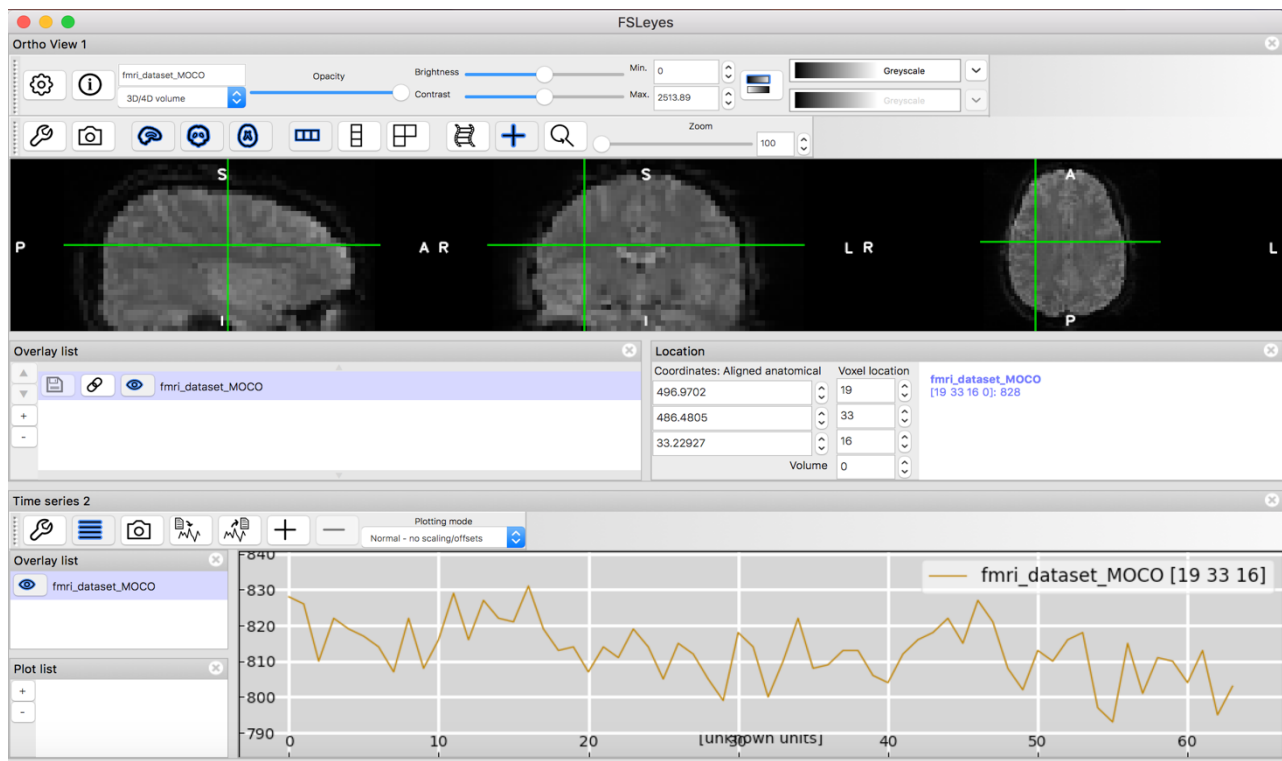 FSLeyes
Ortho View 1
fmri_dataset_MOCO
3D/4D volume
Opacity
Brightness
Contrast
Min. 0
Max. 2513.89
Greyscale
Greyscale
Zoom
100
S
P
A
I
S
R
L
I
A
R
L
P
Overlay list
fmri_dataset_MOCO
+
-
Location
Coordinates: Aligned anatomical Voxel location
496.9702 19
486.4805 33
33.22927 16
Volume 0
fmri_dataset_MOCO
[19 33 16 0]: 828
Time series 2
Plotting mode
Normal - no scaling/offsets
Overlay list
fmri_dataset_MOCO
Plot list
+
-
840
830
820
810
800
790
0 10 20 30 40 50 60
[unknown units]
fmri_dataset_MOCO [19 33 16]